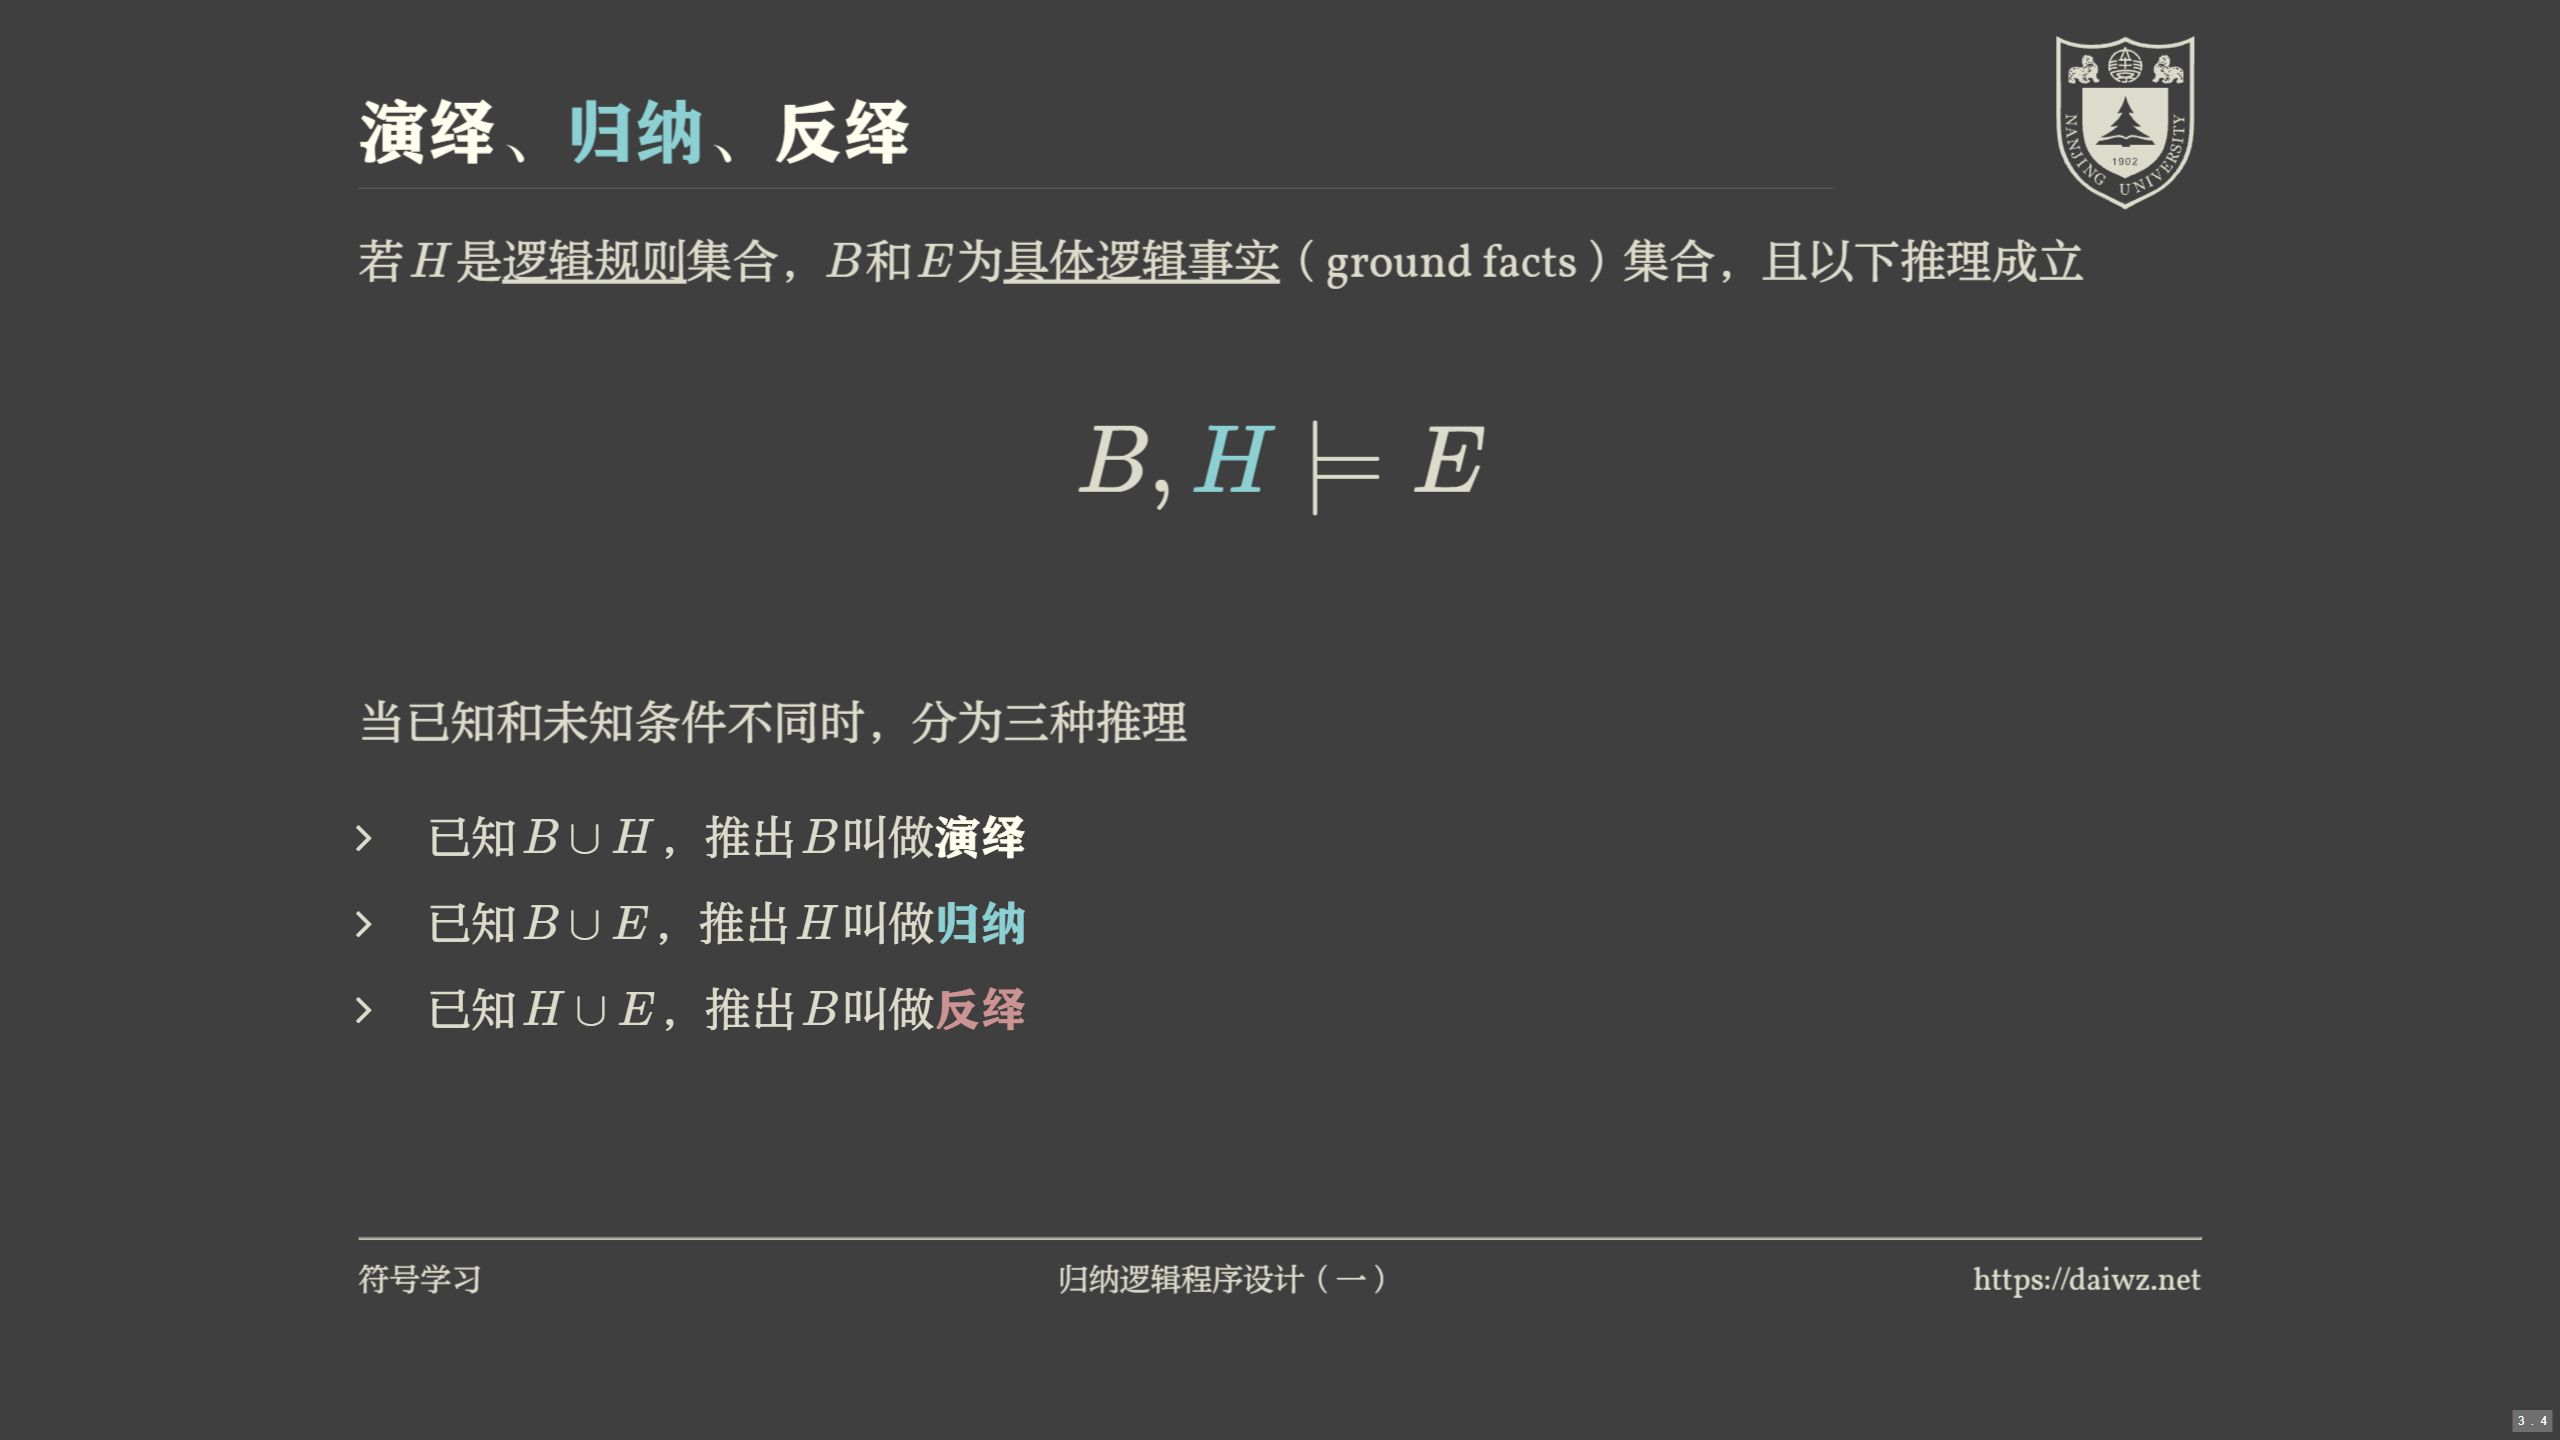 演绎、归纳、反绎
NANJING UNIVERSITY
1902
若H是逻辑规则集合，B和E为具体逻辑事实（ground facts）集合，且以下推理成立
B, H ⊨ E
当已知和未知条件不同时，分为三种推理
已知B ∪ H，推出B叫做演绎
已知B ∪ E，推出H叫做归纳
已知H ∪ E，推出B叫做反绎
符号学习
归纳逻辑程序设计（一）
https://daiwz.net
3 . 4